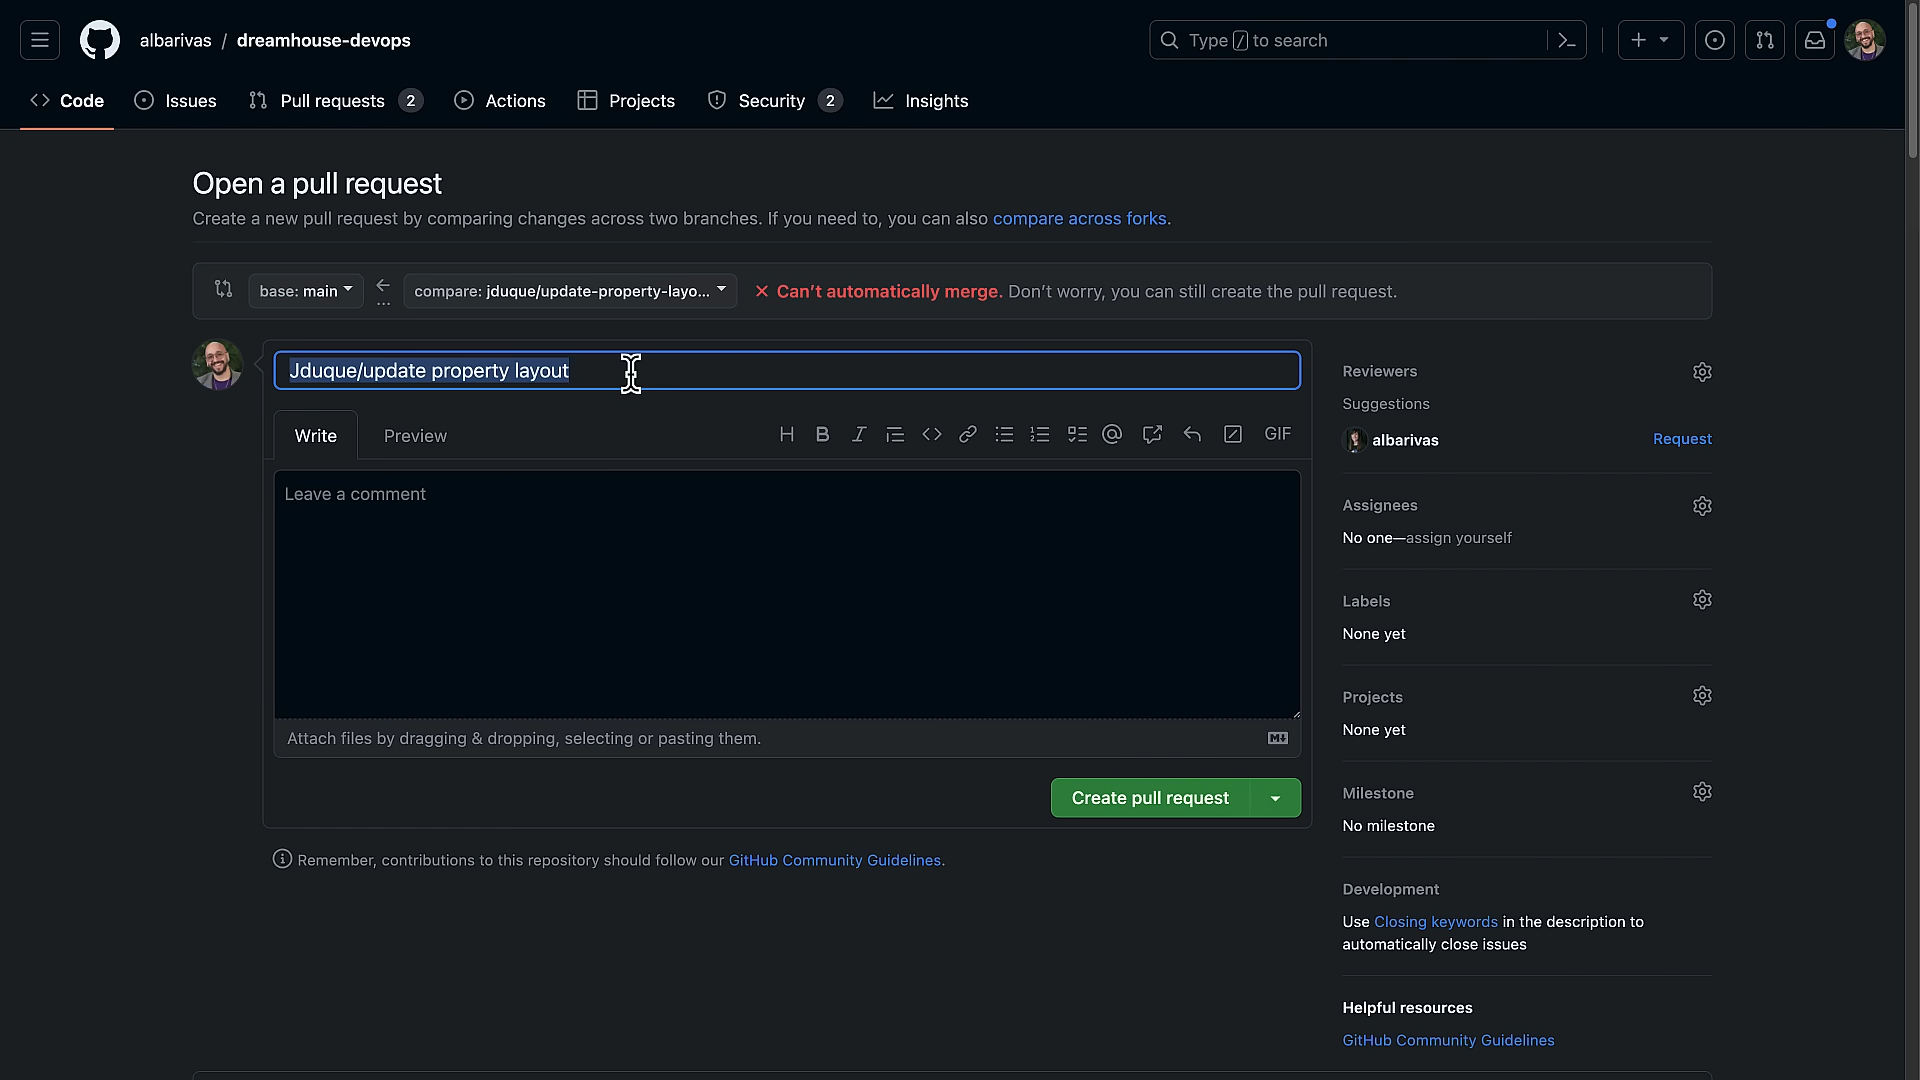 albarivas / dreamhouse-devops
Type / to search
Code
Issues
Pull requests 2
Actions
Projects
Security 2
Insights
Open a pull request
Create a new pull request by comparing changes across two branches. If you need to, you can also compare across forks.
base: main
compare: jduque/update-property-layo...
Can't automatically merge. Don't worry, you can still create the pull request.
Jduque/update property layout
Write
Preview
GIF
Leave a comment
Attach files by dragging & dropping, selecting or pasting them.
Create pull request
Remember, contributions to this repository should follow our GitHub Community Guidelines.
Reviewers
Suggestions
albarivas
Request
Assignees
No one—assign yourself
Labels
None yet
Projects
None yet
Milestone
No milestone
Development
Use Closing keywords in the description to
automatically close issues
Helpful resources
GitHub Community Guidelines